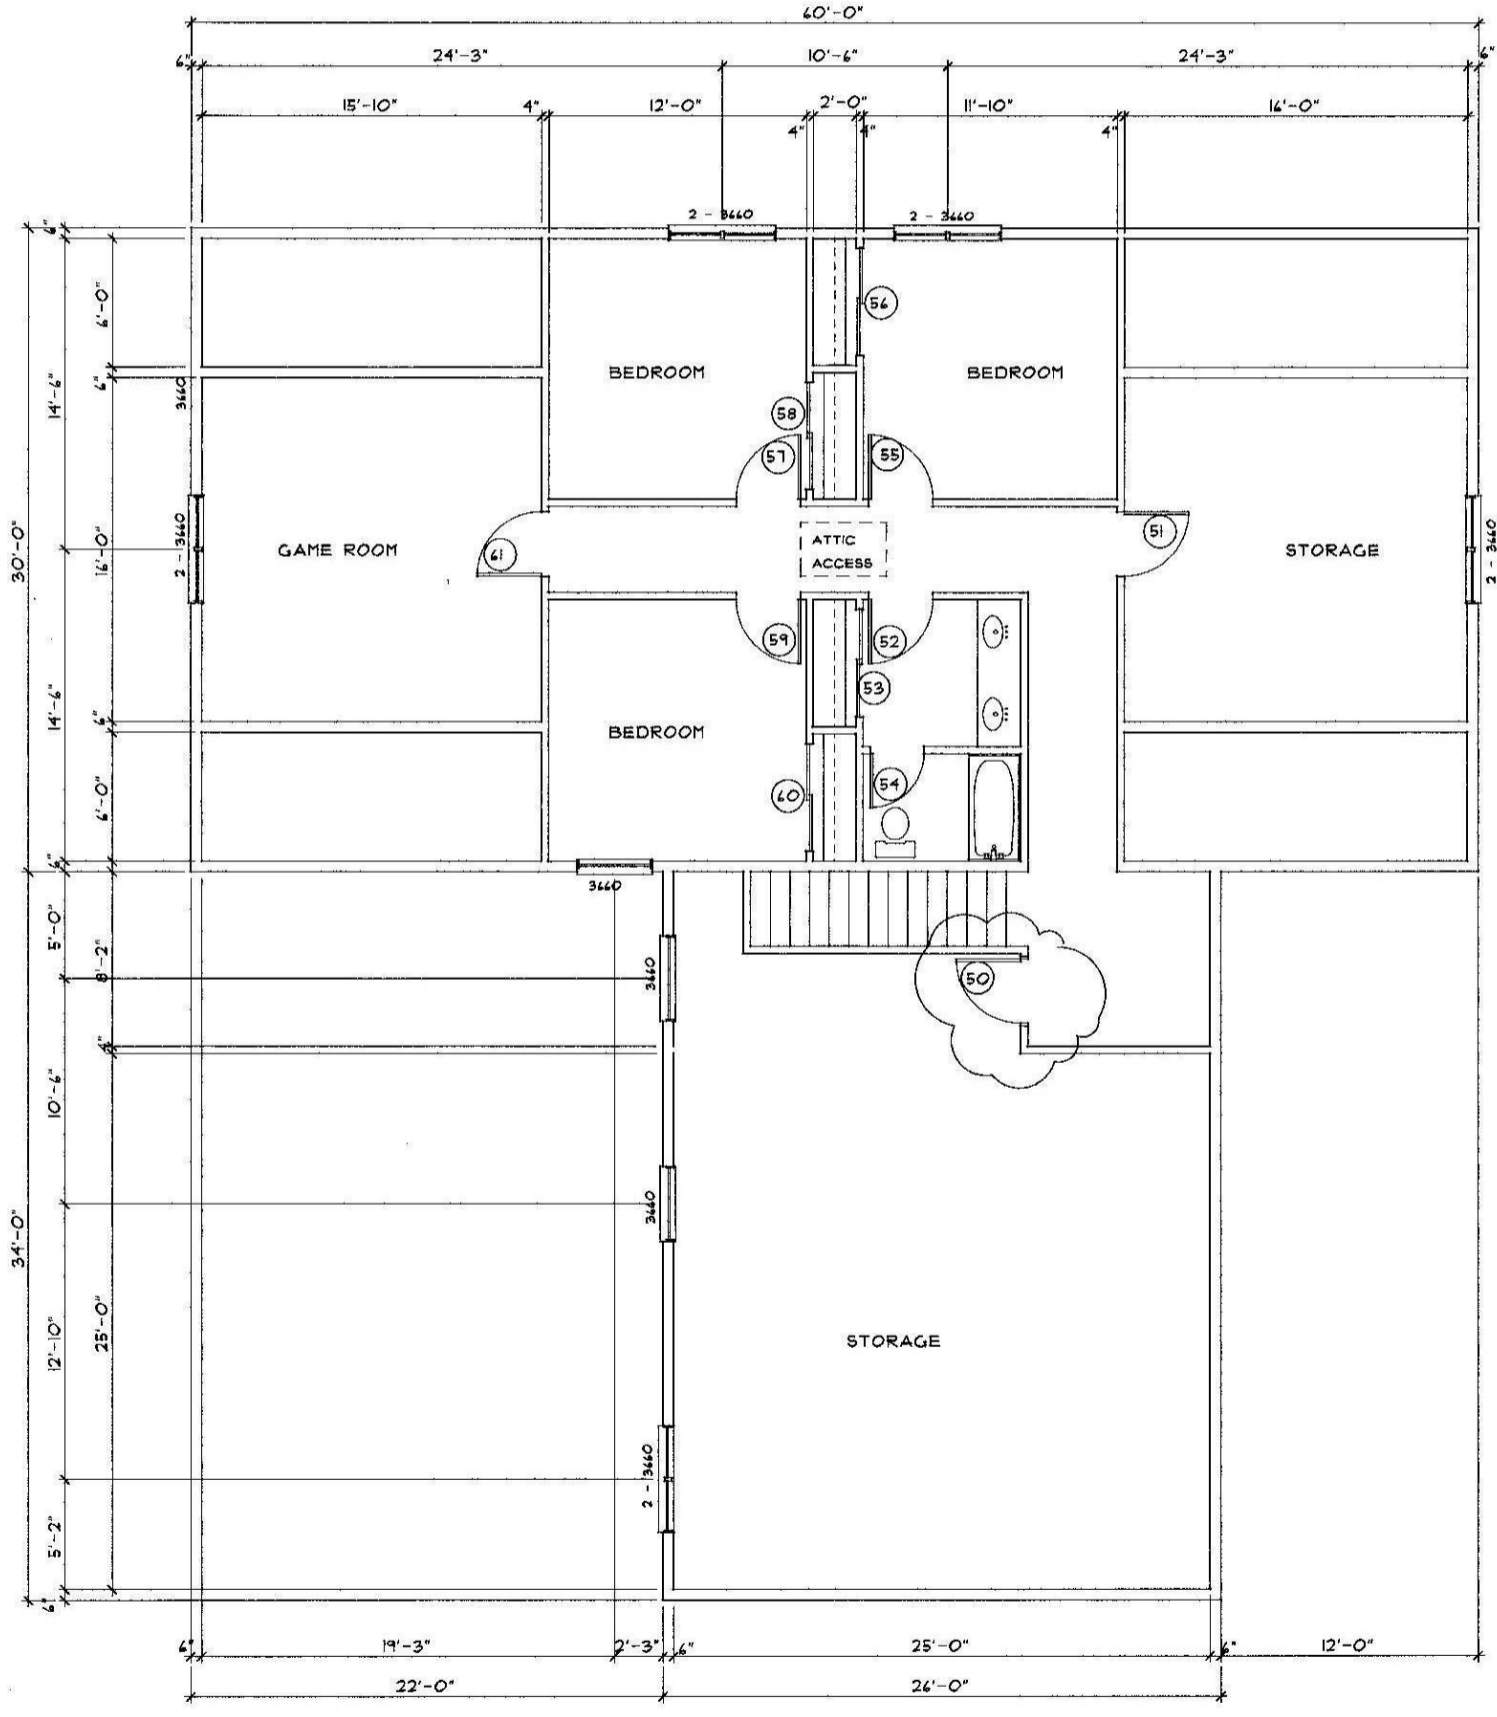 60'-0"
6" 24'-3" 10'-6" 24'-3" 6"
15'-10" 4" 12'-0" 2'-0" 11'-10" 16'-0"
4" 4" 4"
2 - 3660 2 - 3660
6"
6'-0"
56
BEDROOM BEDROOM
14'-6" 6" 3660
58
57 55
30'-0" 16'-0" 2 - 3660 GAME ROOM 61 ATTIC 51 STORAGE 2 - 3660
ACCESS
59 52
53
14'-6" 6"
BEDROOM
54
6'-0" 60
6"
3660
5'-0" 8'-2" 3660 50
4"
10'-6"
34'-0" 3660
12'-10" 25'-0" STORAGE
2 - 3660
5'-2"
6"
6" 19'-3" 2'-3" 6" 25'-0" 6" 12'-0"
22'-0" 26'-0"